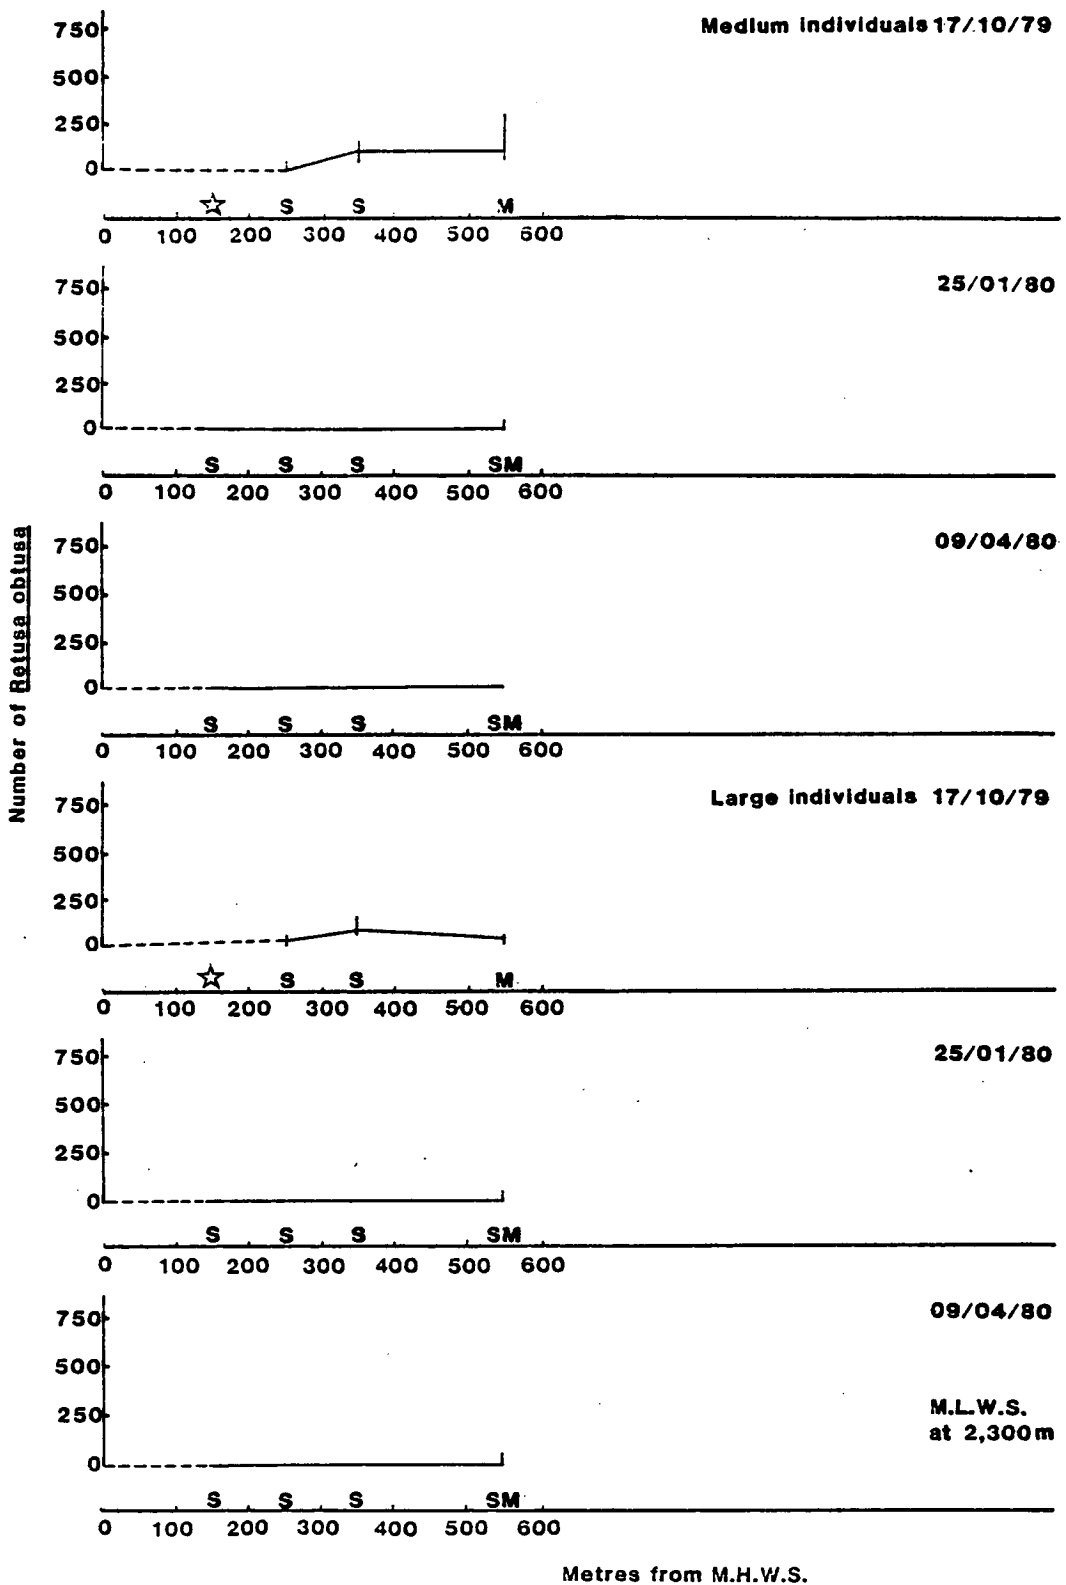 Medium individuals 17/10/79
750
500
250
0
S S M
0 100 200 300 400 500 600
25/01/80
750
500
250
0
S S S SM
0 100 200 300 400 500 600
09/04/80
750
500
250
0
S S S SM
0 100 200 300 400 500 600
Number of Retusa obtusa
Large individuals 17/10/79
750
500
250
0
S S M
0 100 200 300 400 500 600
25/01/80
750
500
250
0
S S S SM
0 100 200 300 400 500 600
09/04/80
750
500
250
0
M.L.W.S.
at 2,300m
S S S SM
0 100 200 300 400 500 600
Metres from M.H.W.S.